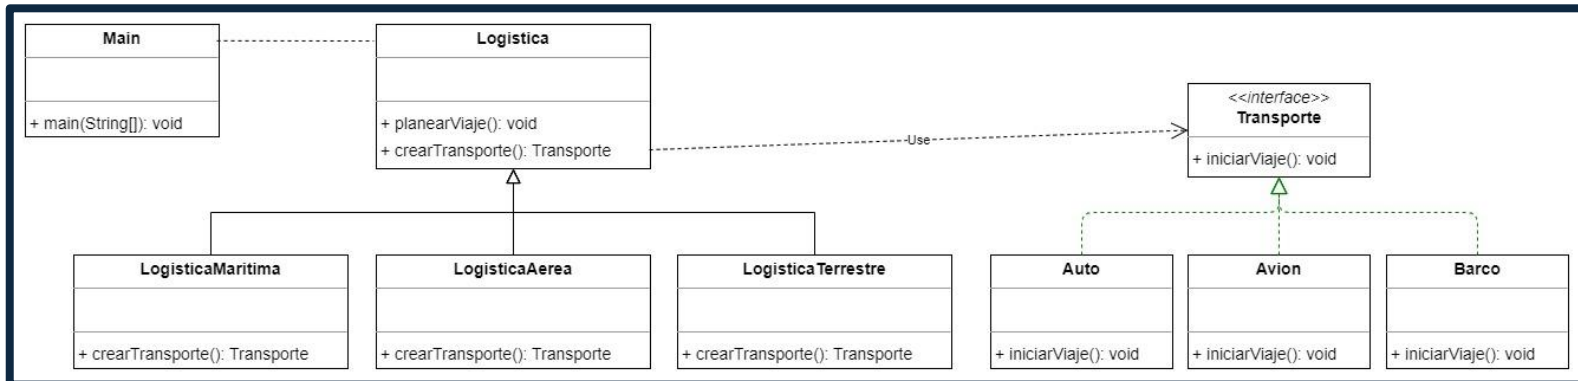 Main
+ main(String[]): void
Logistica
+ planearViaje(): void
+ crearTransporte(): Transporte
Use
<<interface>>
Transporte
+ iniciarViaje(): void
LogisticaMaritima
+ crearTransporte(): Transporte
LogisticaAerea
+ crearTransporte(): Transporte
LogisticaTerrestre
+ crearTransporte(): Transporte
Auto
+ iniciarViaje(): void
Avion
+ iniciarViaje(): void
Barco
+ iniciarViaje(): void